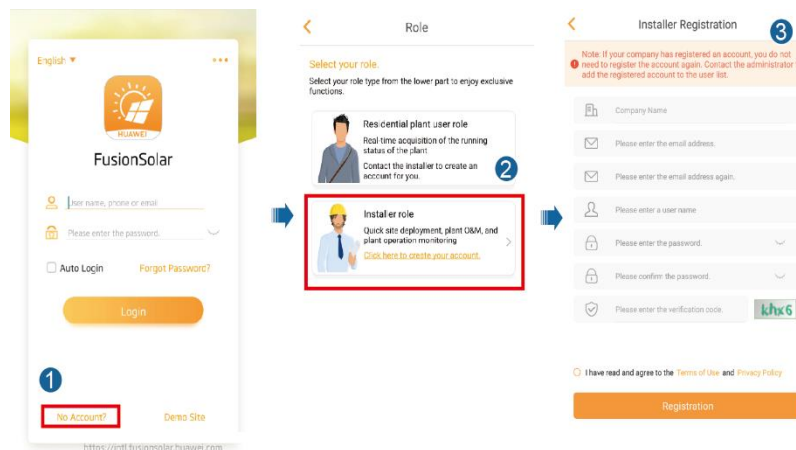 English ▼
HUAWEI
FusionSolar
User name, phone or email
Please enter the password.
Auto Login Forgot Password?
Login
1
No Account? Demo Site
https://intl.fusionsolar.huawei.com
Role
Select your role.
Select your role type from the lower part to enjoy exclusive
functions.
Residential plant user role
Real-time acquisition of the running
status of the plant
Contact the installer to create an
account for you.
2
Installer role
Quick site deployment, plant O&M, and
plant operation monitoring
Click here to create your account.
Installer Registration
3
Note: If your company has registered an account, you do not
need to register the account again. Contact the administrator
add the registered account to the user list.
Company Name
Please enter the email address.
Please enter the email address again.
Please enter a user name
Please enter the password.
Please confirm the password.
Please enter the verification code.
khx6
I have read and agree to the Terms of Use and Privacy Policy
Registration